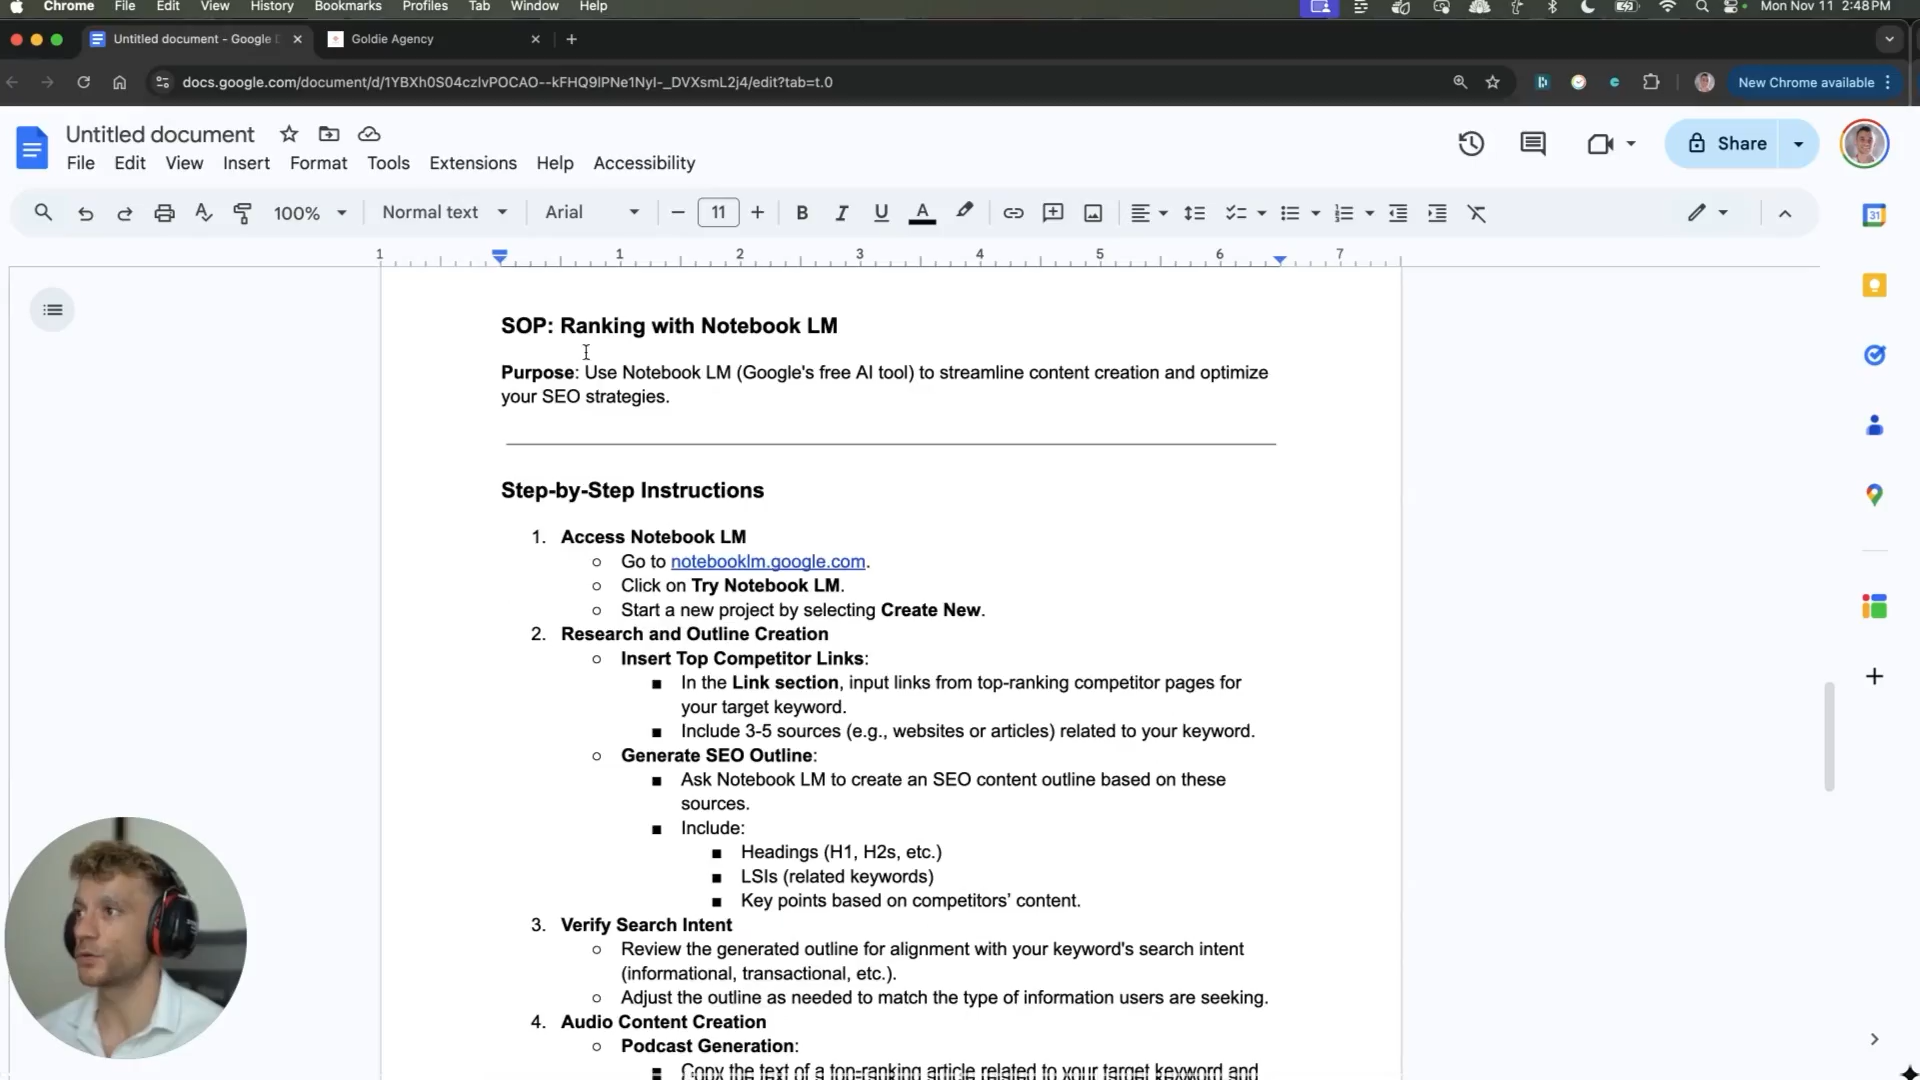 Chrome File Edit View History Bookmarks Profiles Tab Window Help Mon Nov 11 2:48 PM
Untitled document - Google D Goldie Agency
docs.google.com/document/d/1YBXh0S04czlvPOCAO--kFHQ9lPNe1NyI-_DVXsmL2j4/edit?tab=t.0 New Chrome available
Untitled document
File Edit View Insert Format Tools Extensions Help Accessibility
Share
100% Normal text Arial 11
1 1 2 3 4 5 6 7
SOP: Ranking with Notebook LM
Purpose: Use Notebook LM (Google's free AI tool) to streamline content creation and optimize
your SEO strategies.
Step-by-Step Instructions
1. Access Notebook LM
Go to notebooklm.google.com.
Click on Try Notebook LM.
Start a new project by selecting Create New.
2. Research and Outline Creation
Insert Top Competitor Links:
In the Link section, input links from top-ranking competitor pages for
your target keyword.
Include 3-5 sources (e.g., websites or articles) related to your keyword.
Generate SEO Outline:
Ask Notebook LM to create an SEO content outline based on these
sources.
Include:
Headings (H1, H2s, etc.)
LSIs (related keywords)
Key points based on competitors’ content.
3. Verify Search Intent
Review the generated outline for alignment with your keyword's search intent
(informational, transactional, etc.).
Adjust the outline as needed to match the type of information users are seeking.
4. Audio Content Creation
Podcast Generation:
Copy the text of a top-ranking article related to your target keyword and